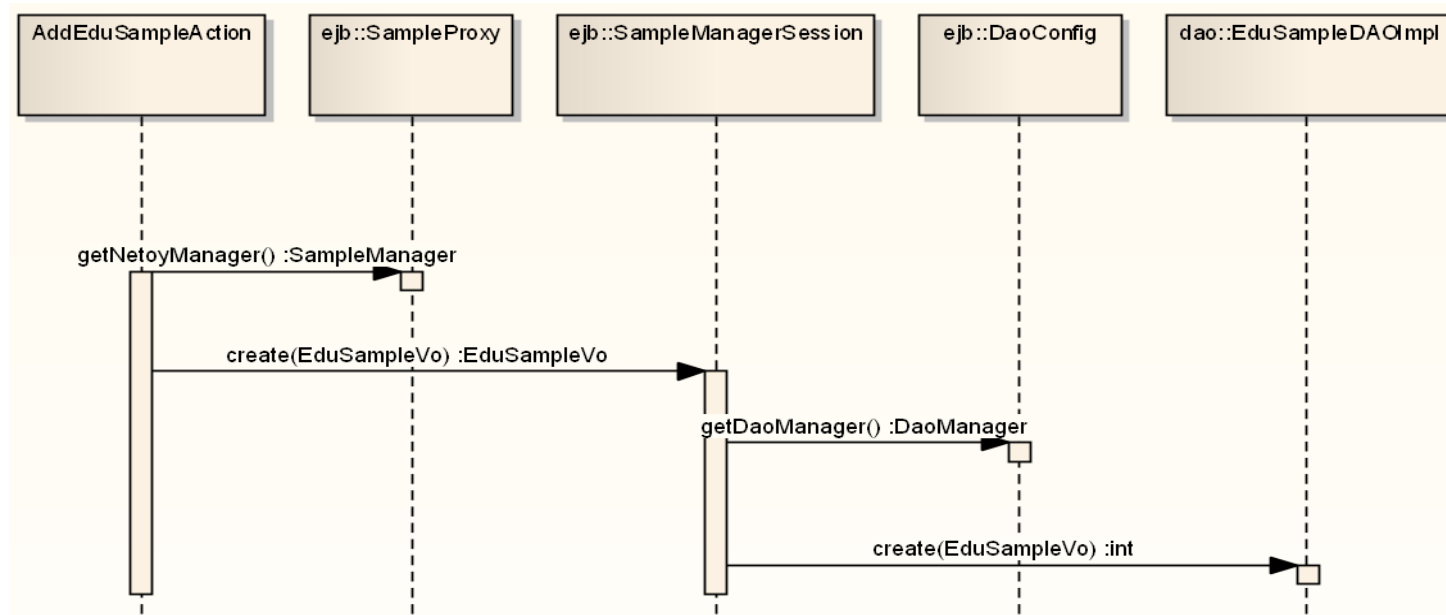 AddEduSampleAction
ejb::SampleProxy
ejb::SampleManagerSession
ejb::DaoConfig
dao::EduSampleDAOImpl
getNetoyManager() :SampleManager
create(EduSampleVo) :EduSampleVo
getDaoManager() :DaoManager
create(EduSampleVo) :int